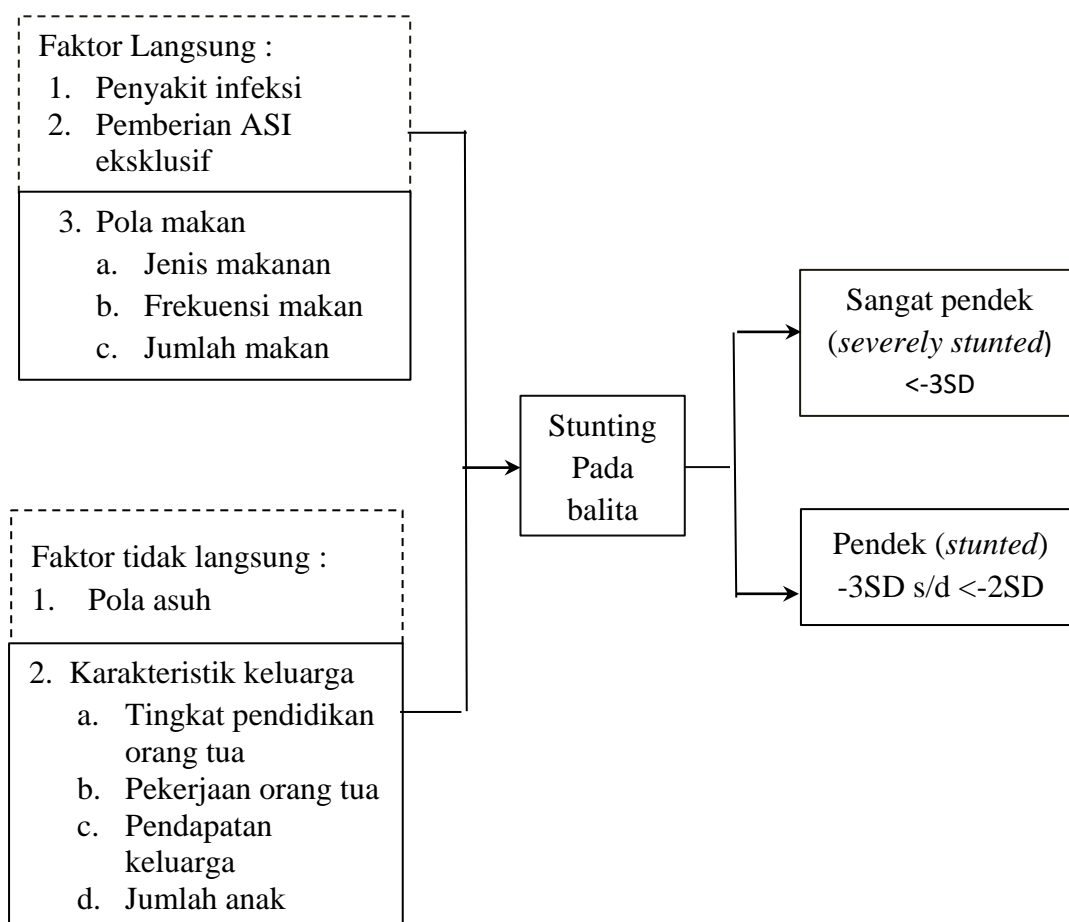 Faktor Langsung :
1. Penyakit infeksi
2. Pemberian ASI
eksklusif
3. Pola makan
a. Jenis makanan
b. Frekuensi makan
c. Jumlah makan
Faktor tidak langsung :
1. Pola asuh
2. Karakteristik keluarga
a. Tingkat pendidikan
orang tua
b. Pekerjaan orang tua
c. Pendapatan
keluarga
d. Jumlah anak
Stunting
Pada
balita
Sangat pendek
(severely stunted)
<-3SD
Pendek (stunted)
-3SD s/d <-2SD